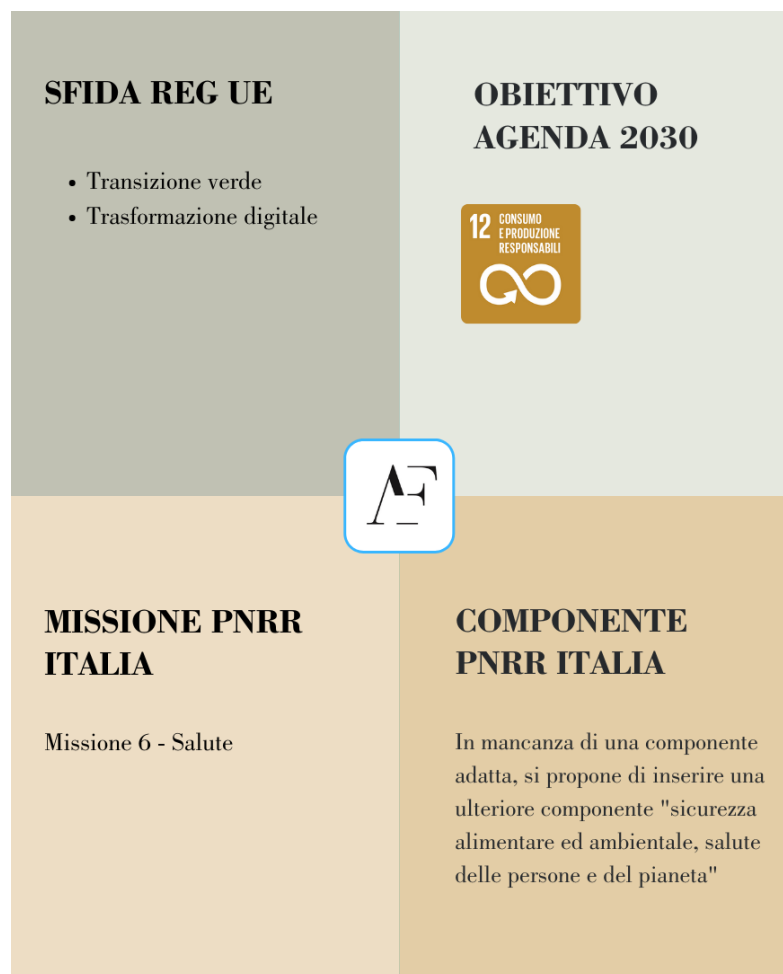 SFIDA REG UE
• Transizione verde
• Trasformazione digitale
OBIETTIVO
AGENDA 2030
12 CONSUMO
E PRODUZIONE
RESPONSABILI
AF
MISSIONE PNRR
ITALIA
Missione 6 - Salute
COMPONENTE
PNRR ITALIA
In mancanza di una componente
adatta, si propone di inserire una
ulteriore componente "sicurezza
alimentare ed ambientale, salute
delle persone e del pianeta"